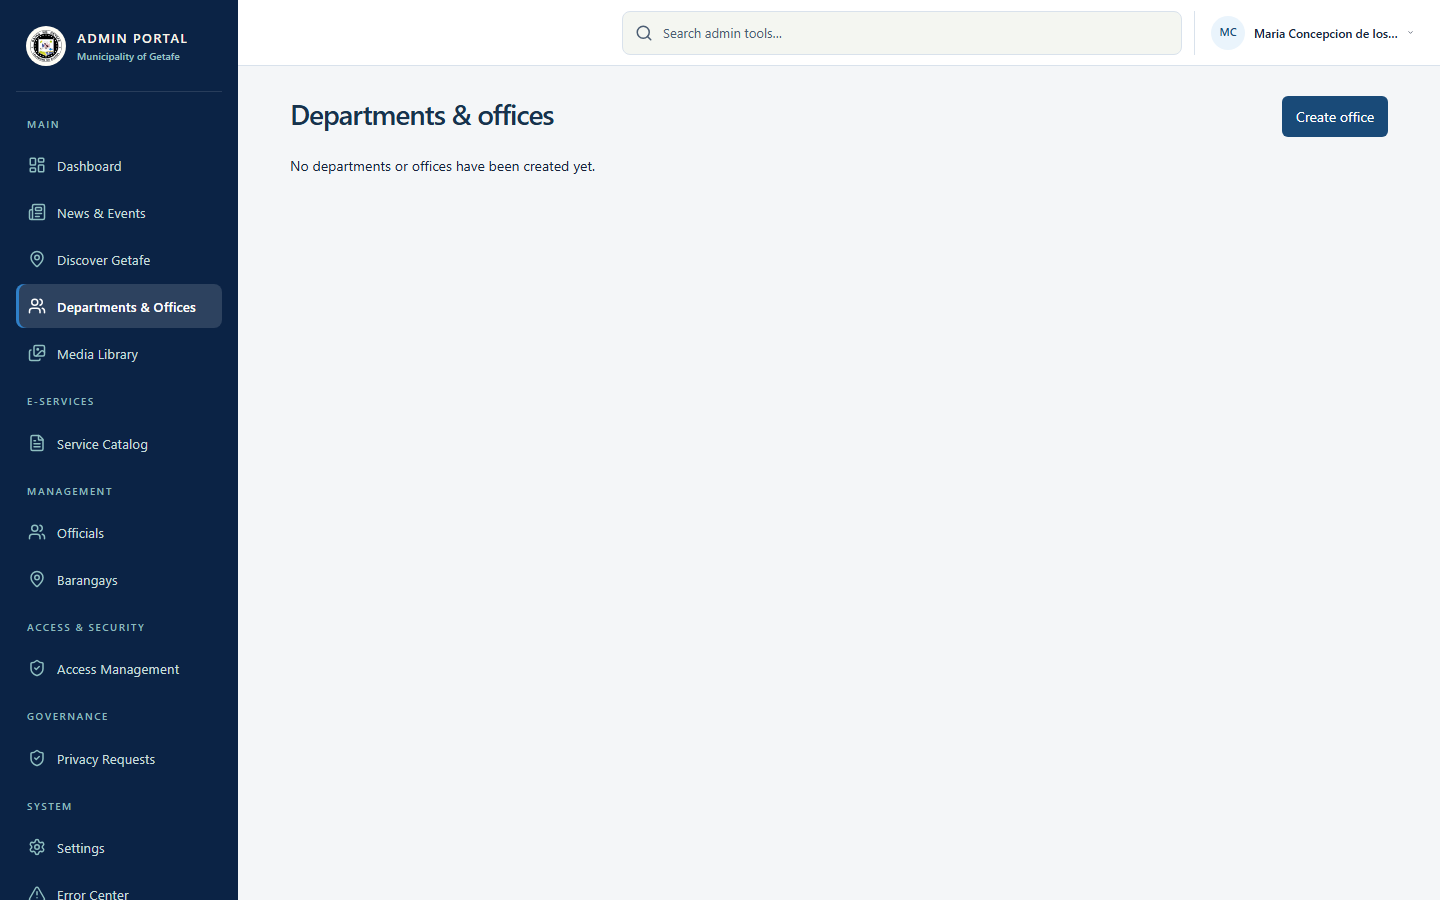 ADMIN PORTAL
Municipality of Getafe
Search admin tools...
MC
Maria Concepcion de los...
MAIN
Dashboard
News & Events
Discover Getafe
Departments & Offices
Media Library
E-SERVICES
Service Catalog
MANAGEMENT
Officials
Barangays
ACCESS & SECURITY
Access Management
GOVERNANCE
Privacy Requests
SYSTEM
Settings
Error Center
Departments & offices
Create office
No departments or offices have been created yet.